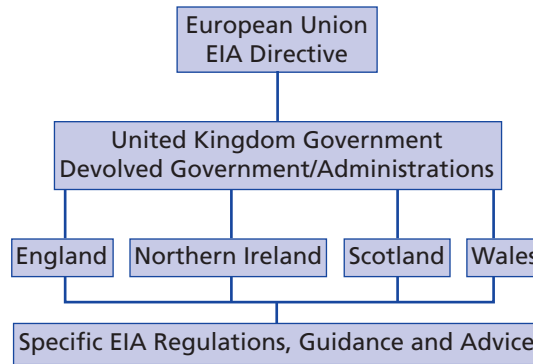 European Union
EIA Directive
United Kingdom Government
Devolved Government/Administrations
England
Northern Ireland
Scotland
Wales
Specific EIA Regulations, Guidance and Advice